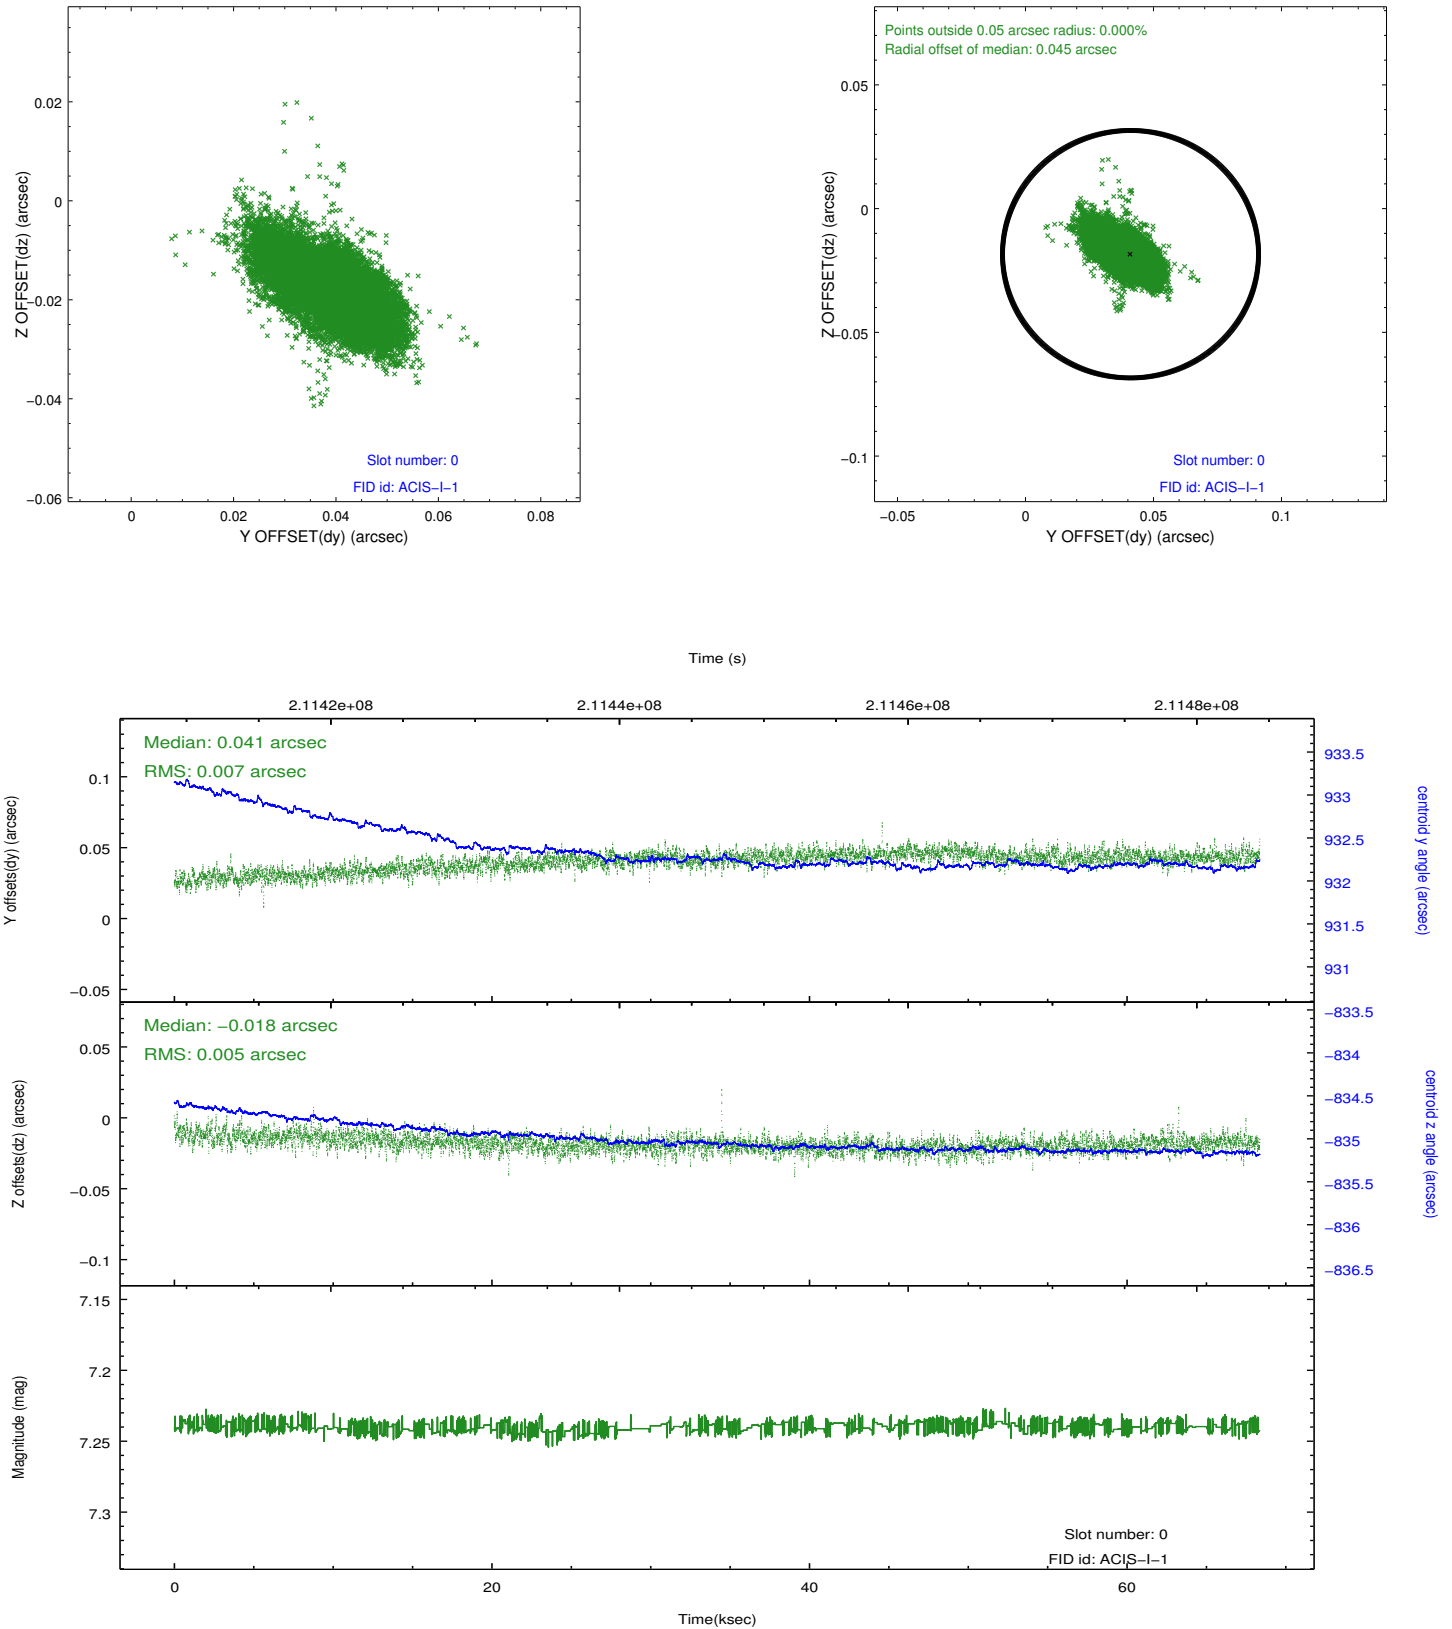 0.02
0
−0.02
−0.04
−0.06
Z OFFSET(dz) (arcsec)
Slot number: 0
FID id: ACIS−I−1
0
0.02
0.04
0.06
0.08
Y OFFSET(dy) (arcsec)
Points outside 0.05 arcsec radius: 0.000%
Radial offset of median: 0.045 arcsec
0.05
0
−0.05
−0.1
Z OFFSET(dz) (arcsec)
Slot number: 0
FID id: ACIS−I−1
−0.05
0
0.05
0.1
Y OFFSET(dy) (arcsec)
Time (s)
2.1142e+08
2.1144e+08
2.1146e+08
2.1148e+08
Median: 0.041 arcsec
RMS: 0.007 arcsec
0.1
0.05
0
−0.05
Y offsets(dy) (arcsec)
933.5
933
932.5
932
931.5
931
centroid y angle (arcsec)
Median: −0.018 arcsec
RMS: 0.005 arcsec
0.05
0
−0.05
−0.1
Z offsets(dz) (arcsec)
−833.5
−834
−834.5
−835
−835.5
−836
−836.5
centroid z angle (arcsec)
7.15
7.2
7.25
7.3
Magnitude (mag)
Slot number: 0
FID id: ACIS−I−1
0
20
40
60
Time(ksec)